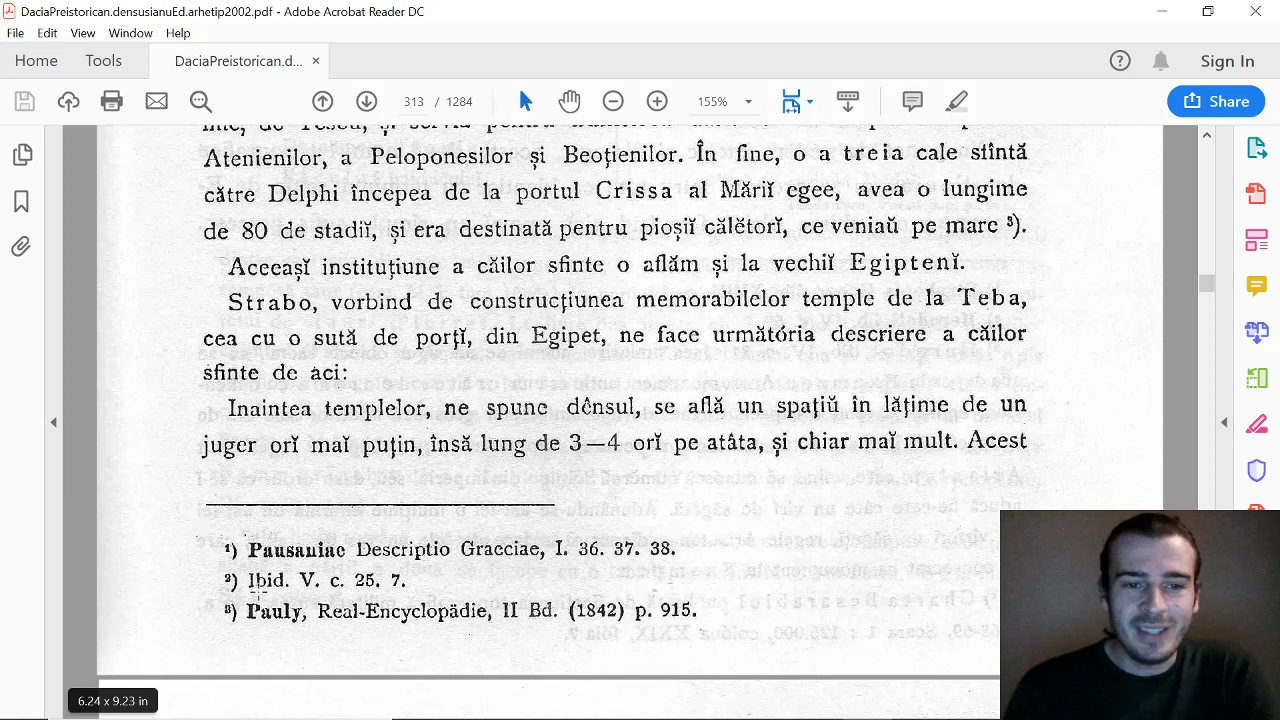 DaciaPreistorican.densusianuEd.arhetip2002.pdf - Adobe Acrobat Reader DC
File Edit View Window Help
Home Tools DaciaPreistorican.d... × Sign In
313 / 1284 155% Share
Atenienilor, a Peloponesilor și Beoțienilor. În fine, o a treia cale sfîntă
către Delphi începea de la portul Crissa al Măriĭ egee, avea o lungime
de 80 de stadiĭ, și era destinată pentru pioșiĭ călětorĭ, ce veniaŭ pe mare ³).
Aceeașĭ instituțiune a căilor sfinte o aflăm și la vechiĭ Egiptenĭ.
Strabo, vorbind de construcțiunea memorabilelor temple de la Teba,
cea cu o sută de porțĭ, din Egipet, ne face următória descriere a căilor
sfinte de aci:
Inaintea templelor, ne spune dênsul, se află un spațiŭ în lățime de un
juger orĭ maĭ puțin, însă lung de 3—4 orĭ pe atâta, și chiar maĭ mult. Acest
¹) Pausaniae Descriptio Graeciae, I. 36. 37. 38.
²) Ibid. V. c. 25. 7.
³) Pauly, Real-Encyclopädie, II Bd. (1842) p. 915.
6.24 x 9.23 in